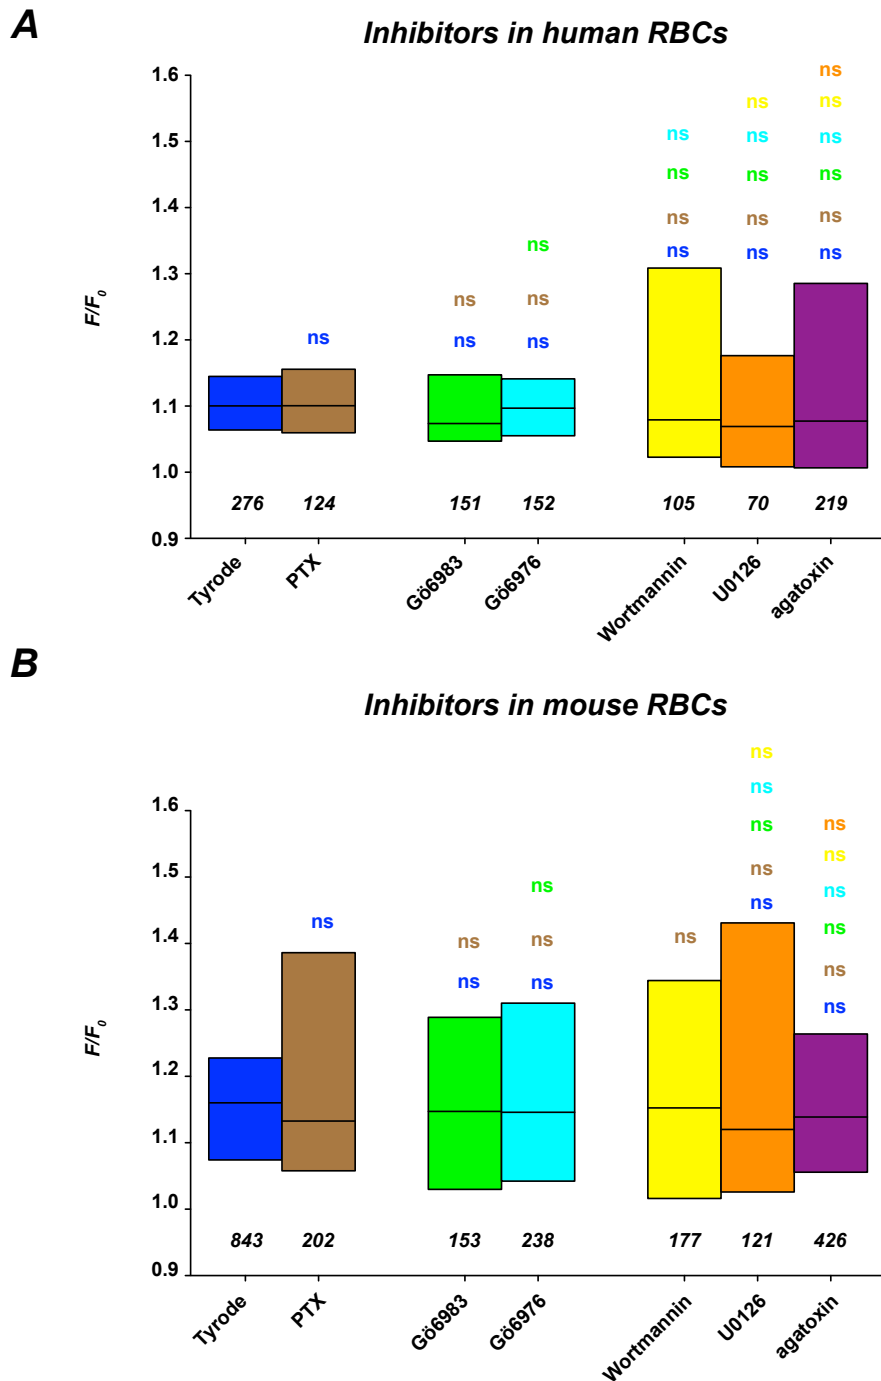 A
Inhibitors in human RBCs
1.6
1.5
1.4
1.3
1.2
1.1
1.0
0.9
F/F0
ns
ns ns
ns ns ns
ns ns ns
ns ns ns ns
ns ns ns ns
ns ns ns ns
ns ns ns
276 124 151 152 105 70 219
Tyrode PTX Gö6983 Gö6976 Wortmannin U0126 agatoxin
B
Inhibitors in mouse RBCs
1.6
1.5
1.4
1.3
1.2
1.1
1.0
0.9
F/F0
ns
ns
ns ns
ns
ns ns
ns ns
ns ns
ns ns
ns ns ns ns
ns ns ns
ns
843 202 153 238 177 121 426
Tyrode PTX Gö6983 Gö6976 Wortmannin U0126 agatoxin